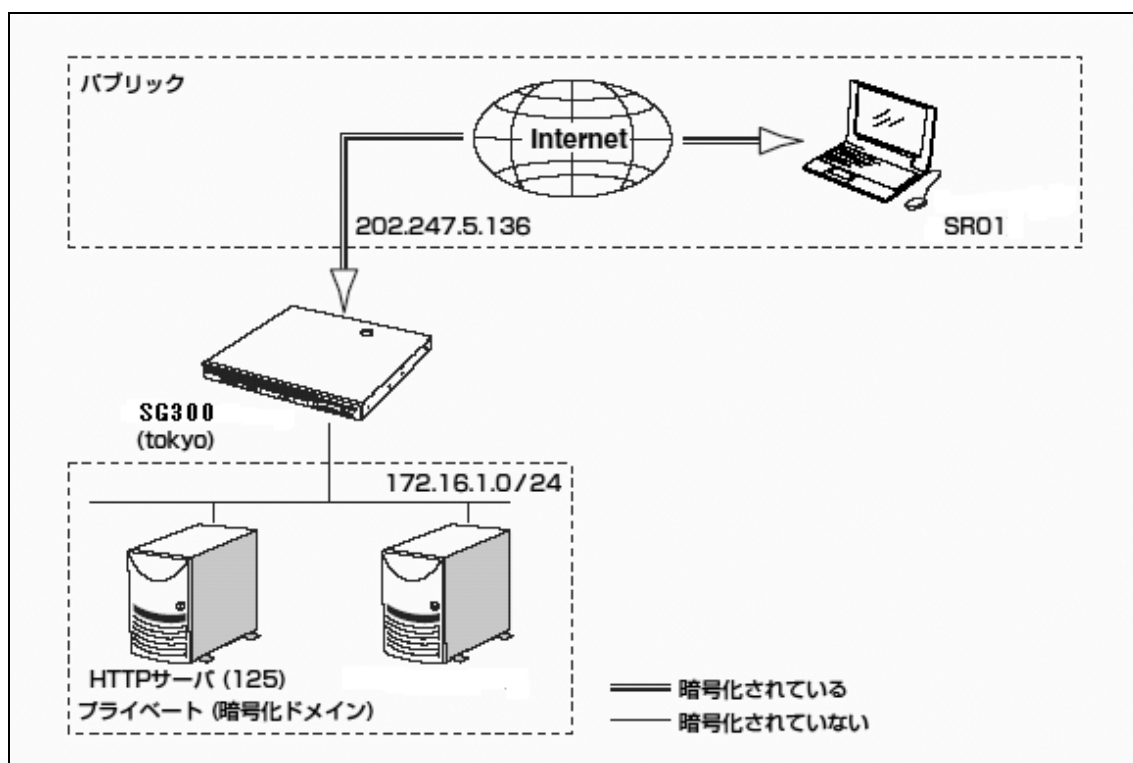 パブリック
Internet
202.247.5.136
SR01
SG300
(tokyo)
172.16.1.0/24
HTTPサーバ (125)
プライベート (暗号化ドメイン)
暗号化されている
暗号化されていない